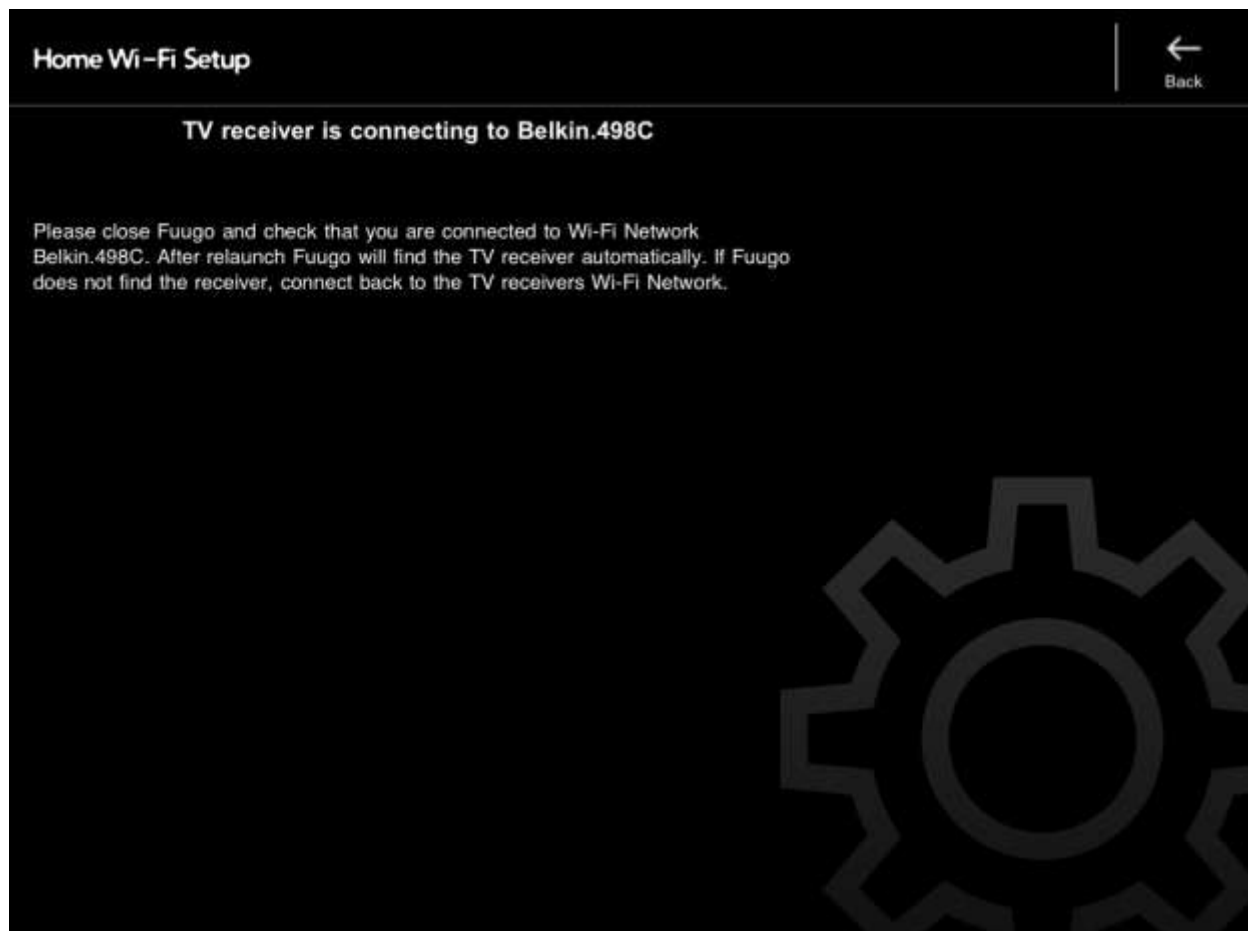 Home Wi-Fi Setup
Back
TV receiver is connecting to Belkin.498C
Please close Fuugo and check that you are connected to Wi-Fi Network
Belkin.498C. After relaunch Fuugo will find the TV receiver automatically. If Fuugo
does not find the receiver, connect back to the TV receivers Wi-Fi Network.